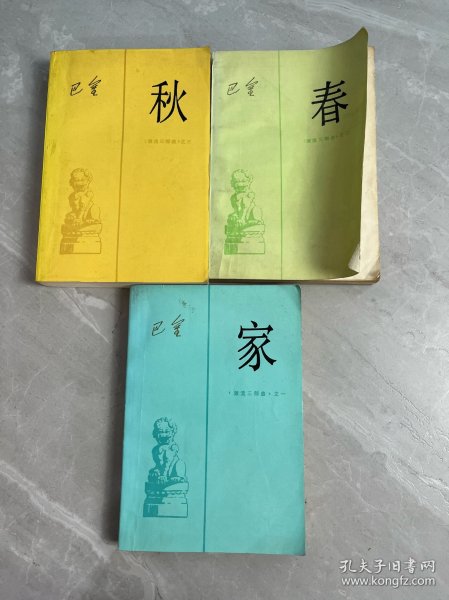 巴金
秋
《激流三部曲》之三
巴金
春
《激流三部曲》之二
巴金
家
《激流三部曲》之一
孔夫子旧书网
www.kongfz.com